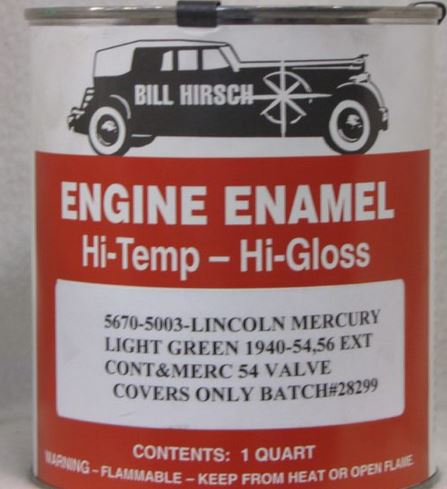 BILL HIRSCH
ENGINE ENAMEL
Hi-Temp – Hi-Gloss
5670-5003-LINCOLN MERCURY
LIGHT GREEN 1940-54,56 EXT
CONT&MERC 54 VALVE
COVERS ONLY BATCH#28299
CONTENTS: 1 QUART
WARNING – FLAMMABLE – KEEP FROM HEAT OR OPEN FLAME